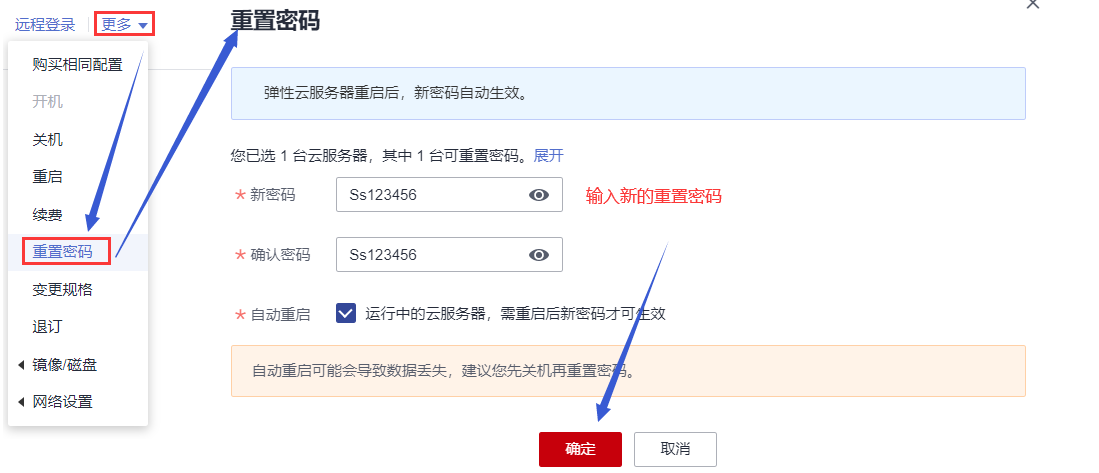 远程登录
更多
购买相同配置
开机
关机
重启
续费
重置密码
变更规格
退订
镜像/磁盘
网络设置
重置密码
弹性云服务器重启后，新密码自动生效。
您已选 1 台云服务器，其中 1 台可重置密码。展开
* 新密码 Ss123456 输入新的重置密码
* 确认密码 Ss123456
* 自动重启 运行中的云服务器，需重启后新密码才可生效
自动重启可能会导致数据丢失，建议您先关机再重置密码。
确定 取消